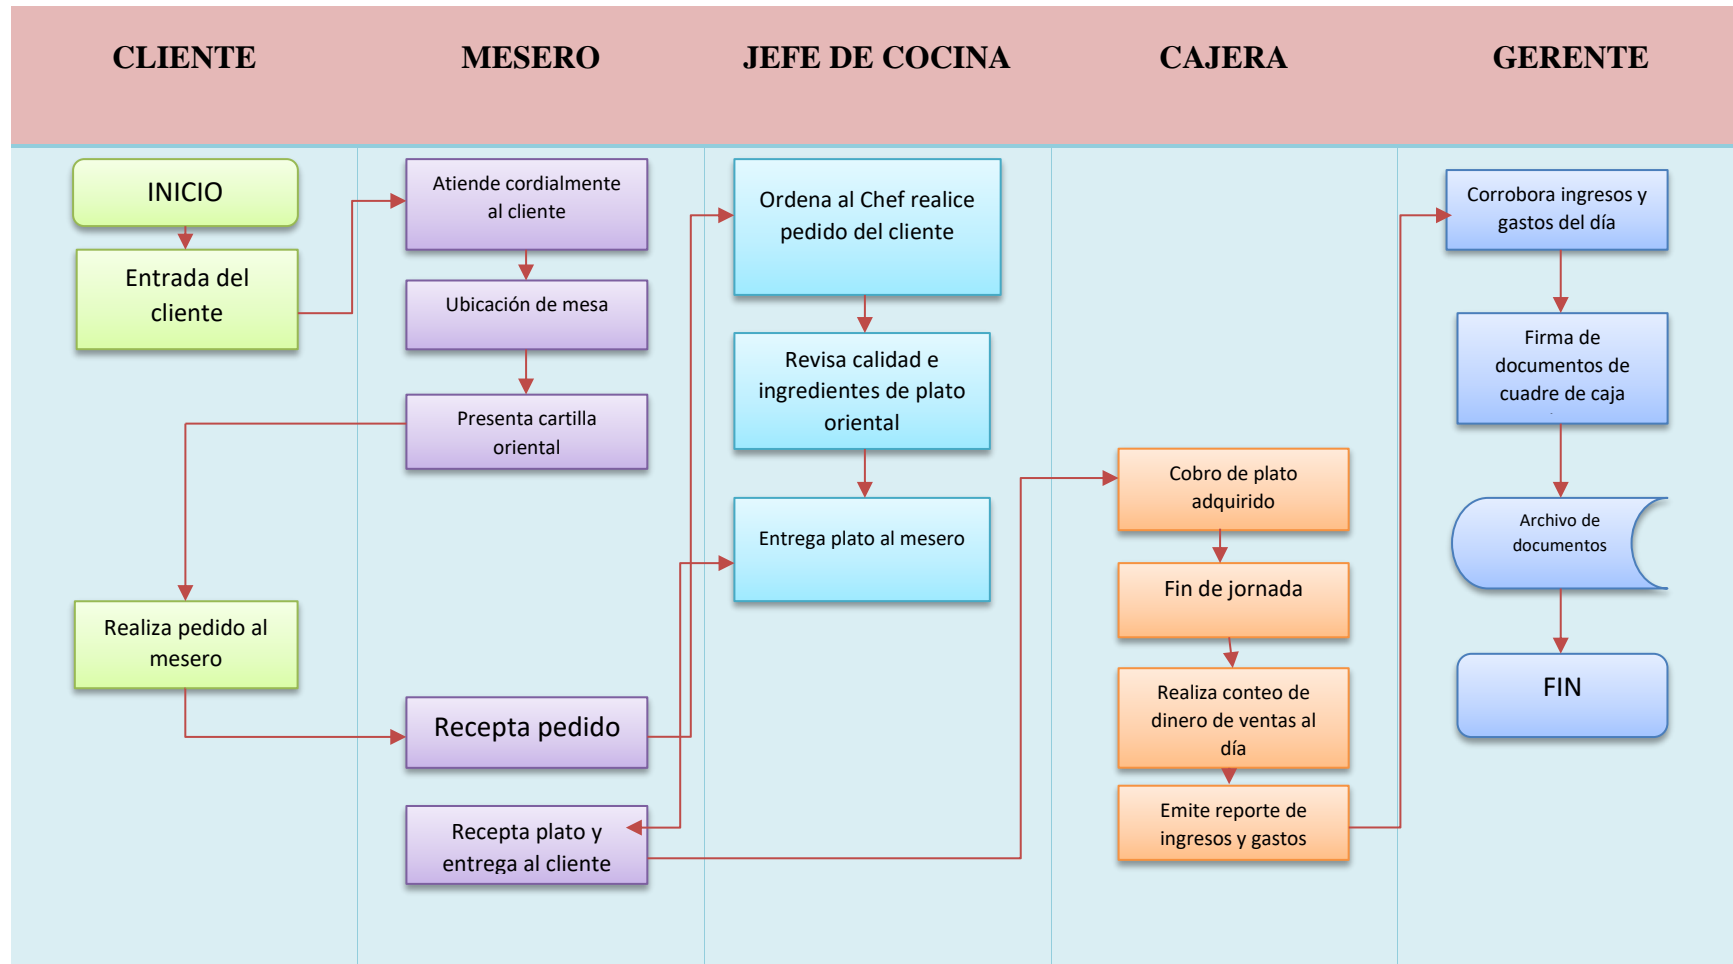 CLIENTE
MESERO
JEFE DE COCINA
CAJERA
GERENTE
INICIO
Entrada del
cliente
Realiza pedido al
mesero
Atiende cordialmente
al cliente
Ubicación de mesa
Presenta cartilla
oriental
Recepta pedido
Recepta plato y
entrega al cliente
Ordena al Chef realice
pedido del cliente
Revisa calidad e
ingredientes de plato
oriental
Entrega plato al mesero
Cobro de plato
adquirido
Fin de jornada
Realiza conteo de
dinero de ventas al
día
Emite reporte de
ingresos y gastos
Corrobora ingresos y
gastos del día
Firma de
documentos de
cuadre de caja
Archivo de
documentos
FIN